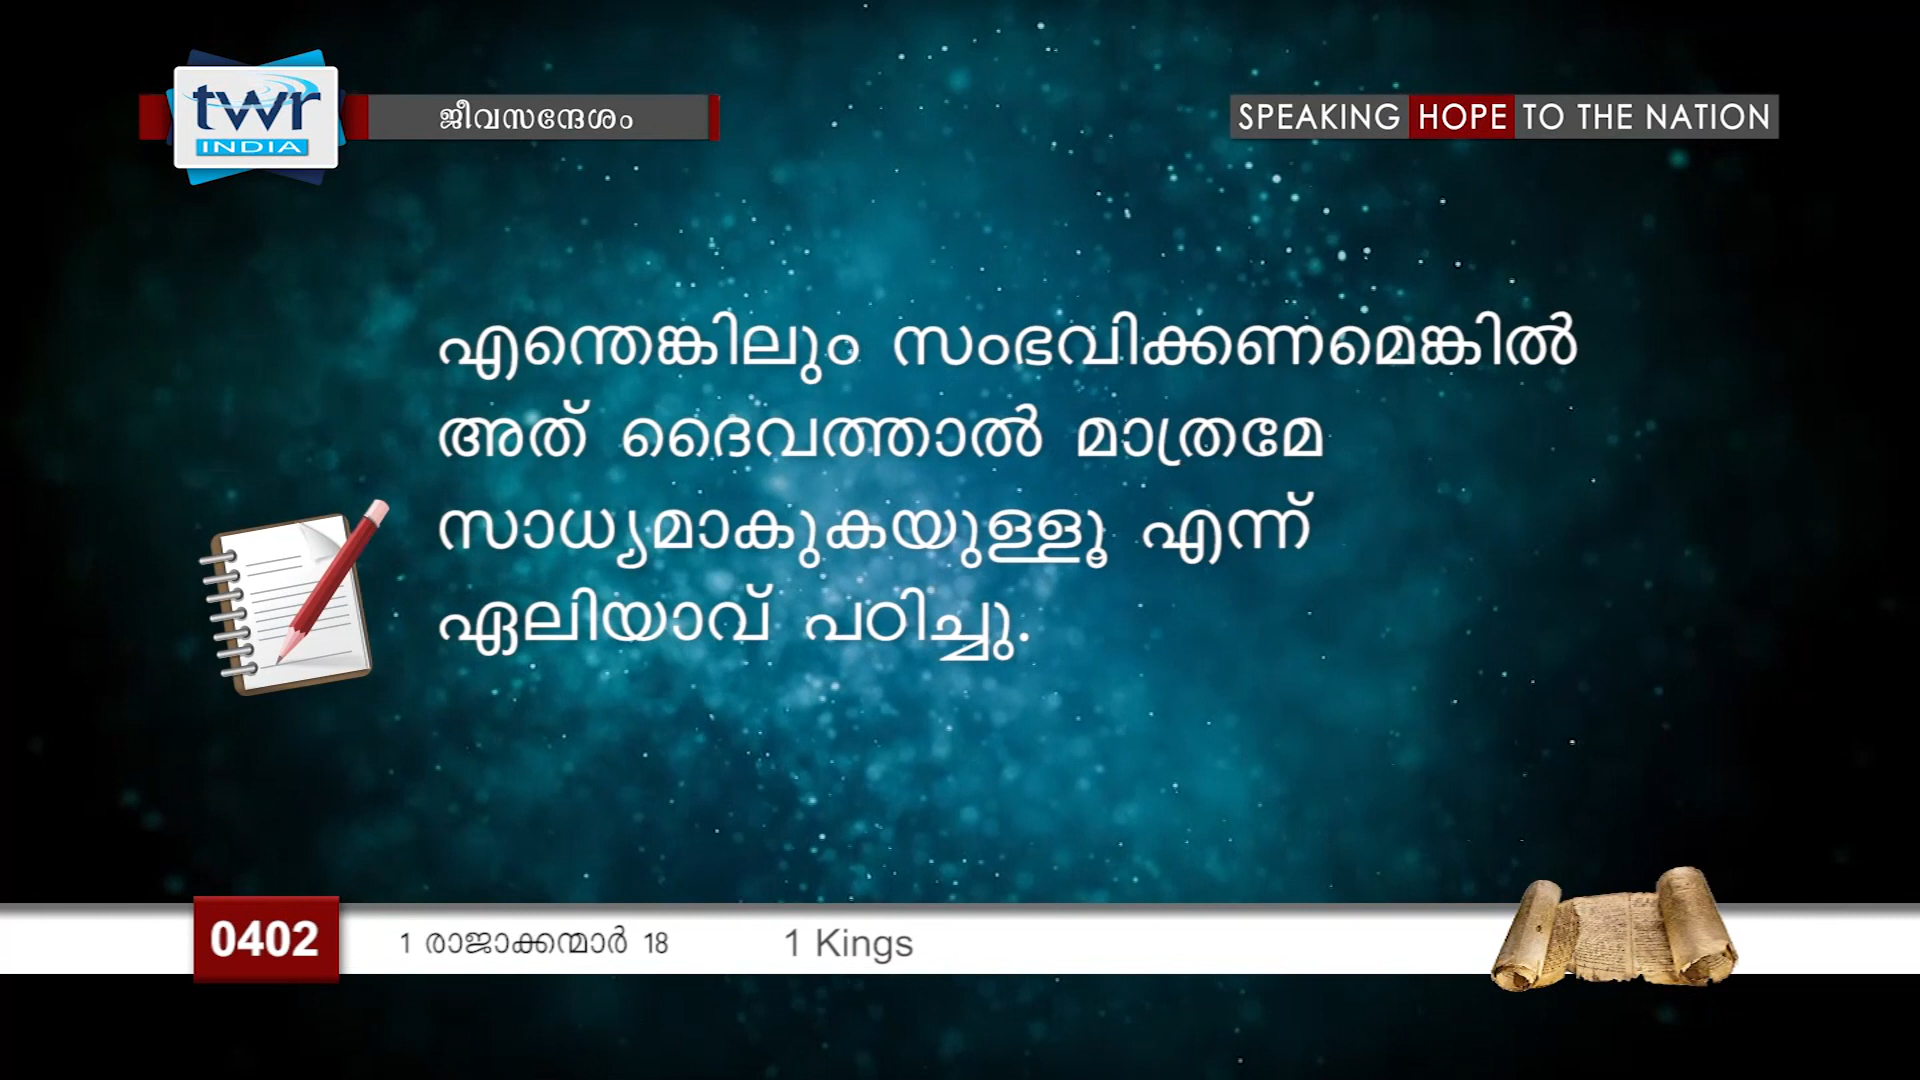 twr
INDIA
ജീവസന്ദേശം
SPEAKING HOPE TO THE NATION
എന്തെങ്കിലും സംഭവിക്കണമെങ്കിൽ
അത് ദൈവത്താൽ മാത്രമേ
സാധ്യമാകുകയുള്ളൂ എന്ന്
ഏലിയാവ് പഠിച്ചു.
0402
1 രാജാക്കന്മാർ 18
1 Kings